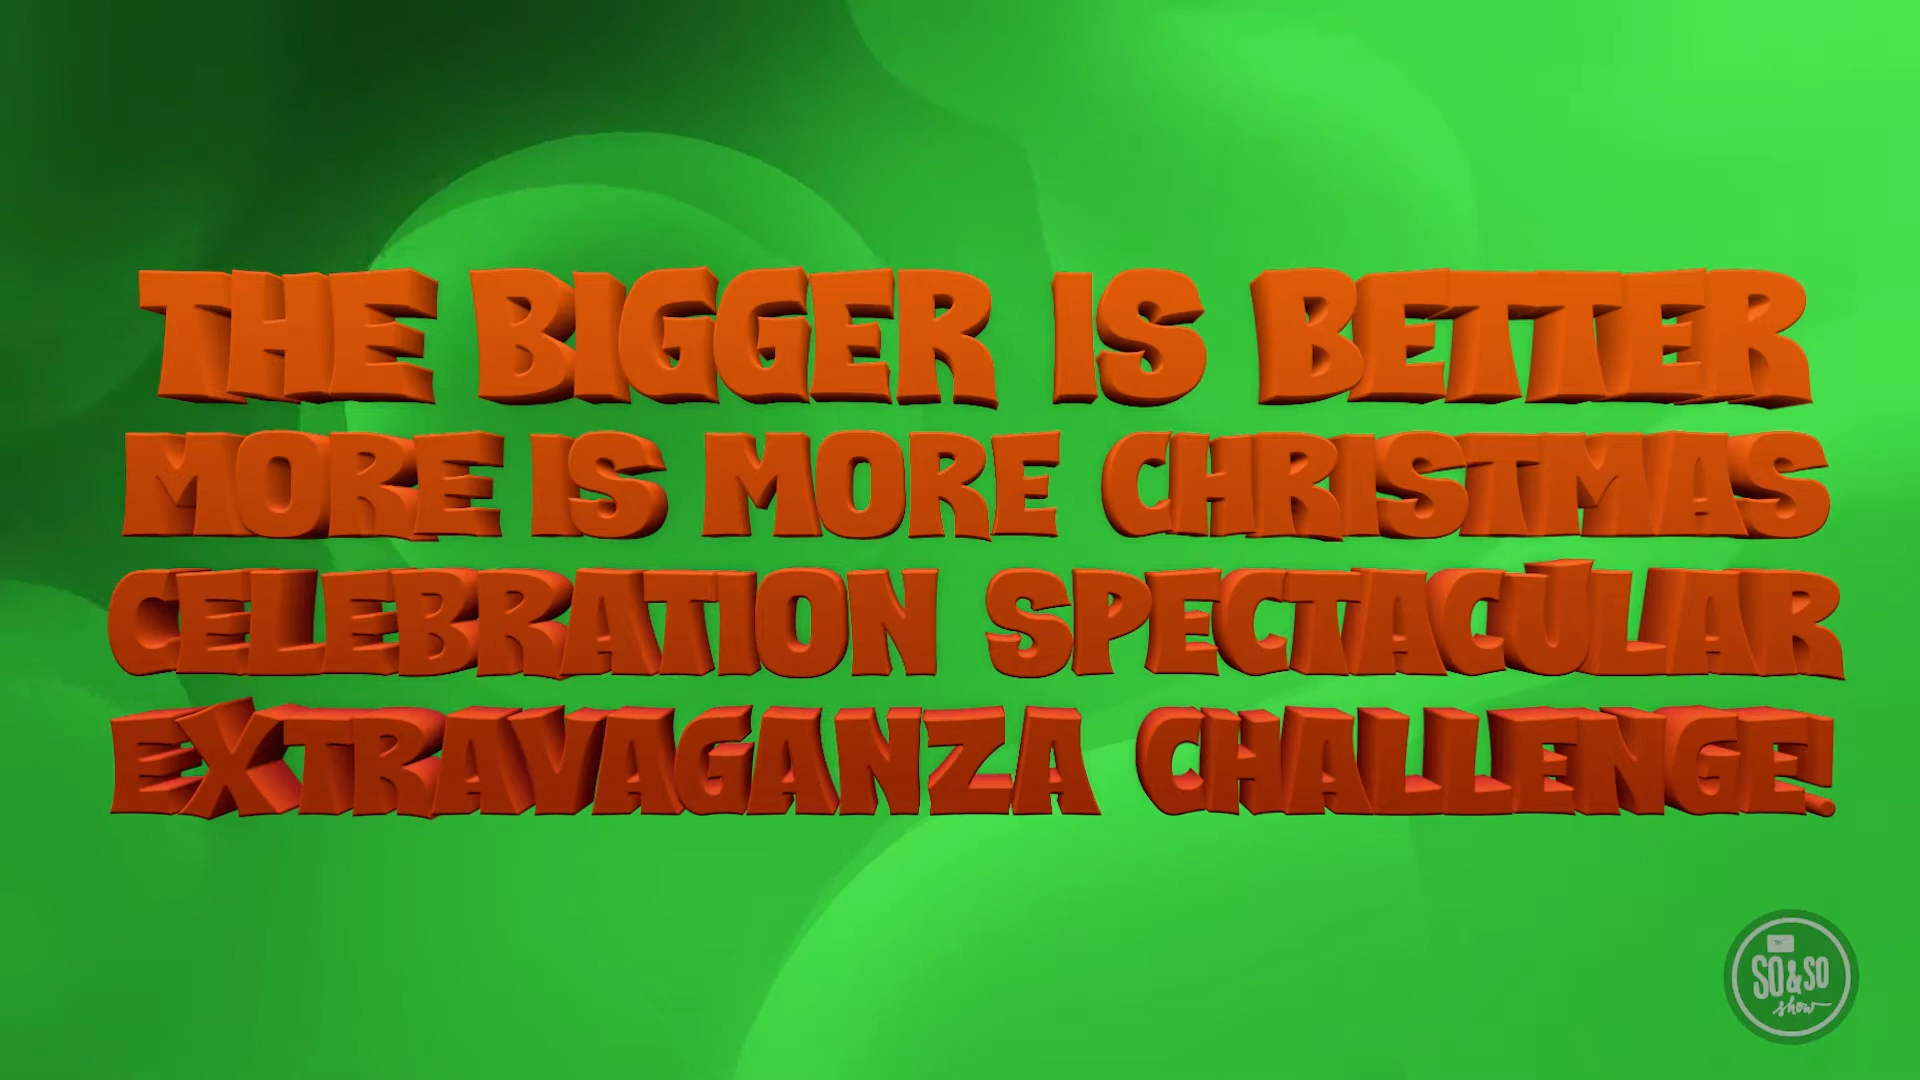 THE BIGGER IS BETTER
MORE IS MORE CHRISTMAS
CELEBRATION SPECTACULAR
EXTRAVAGANZA CHALLENGE!
SO & SO
show